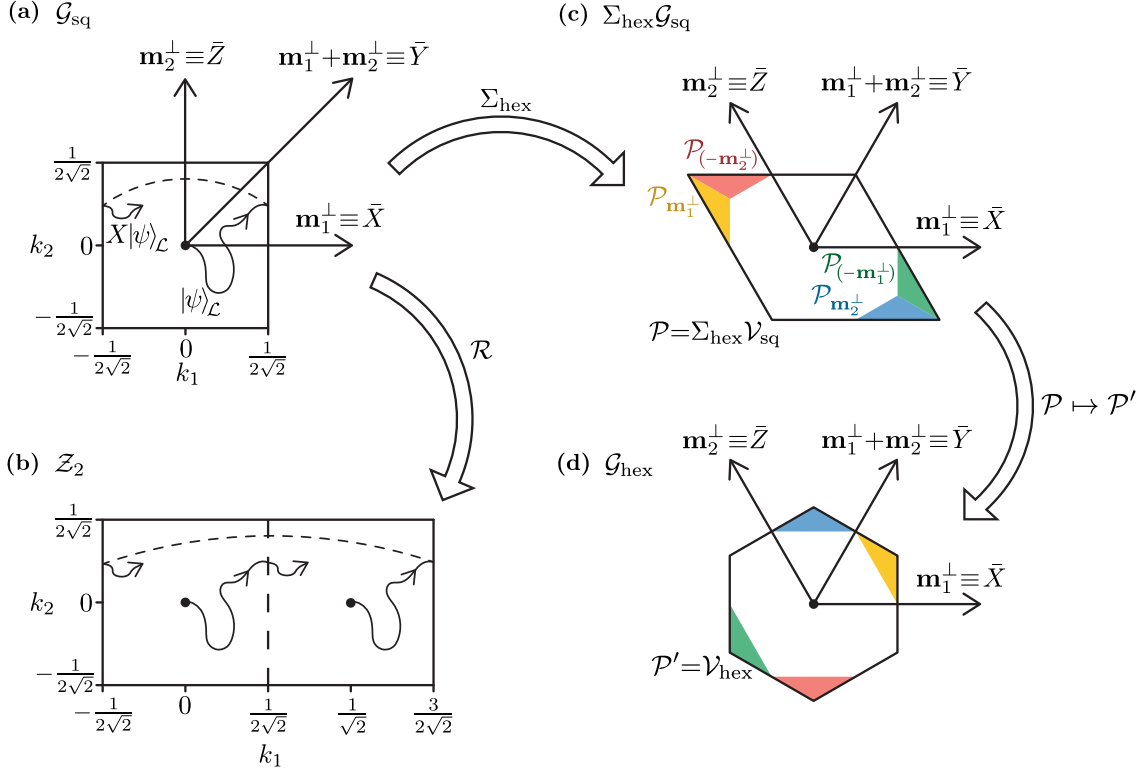 (a) 𝒢_sq
m₂^⊥≡Z̄
m₁^⊥+m₂^⊥≡Ȳ
1/(2√2)
m₁^⊥≡X̄
X|ψ⟩_ℒ
k₂ 0
|ψ⟩_ℒ
−1/(2√2)
−1/(2√2) 0 1/(2√2)
k₁
Σ_hex
ℛ
(b) 𝒵₂
1/(2√2)
k₂ 0
−1/(2√2)
−1/(2√2) 0 1/(2√2) 1/√2 3/(2√2)
k₁
(c) Σ_hex𝒢_sq
m₂^⊥≡Z̄ m₁^⊥+m₂^⊥≡Ȳ
𝒫_(−m₂^⊥)
𝒫_m₁^⊥
m₁^⊥≡X̄
𝒫_(−m₁^⊥)
𝒫_m₂^⊥
𝒫=Σ_hex𝒱_sq
𝒫 ↦ 𝒫′
(d) 𝒢_hex
m₂^⊥≡Z̄ m₁^⊥+m₂^⊥≡Ȳ
m₁^⊥≡X̄
𝒫′=𝒱_hex